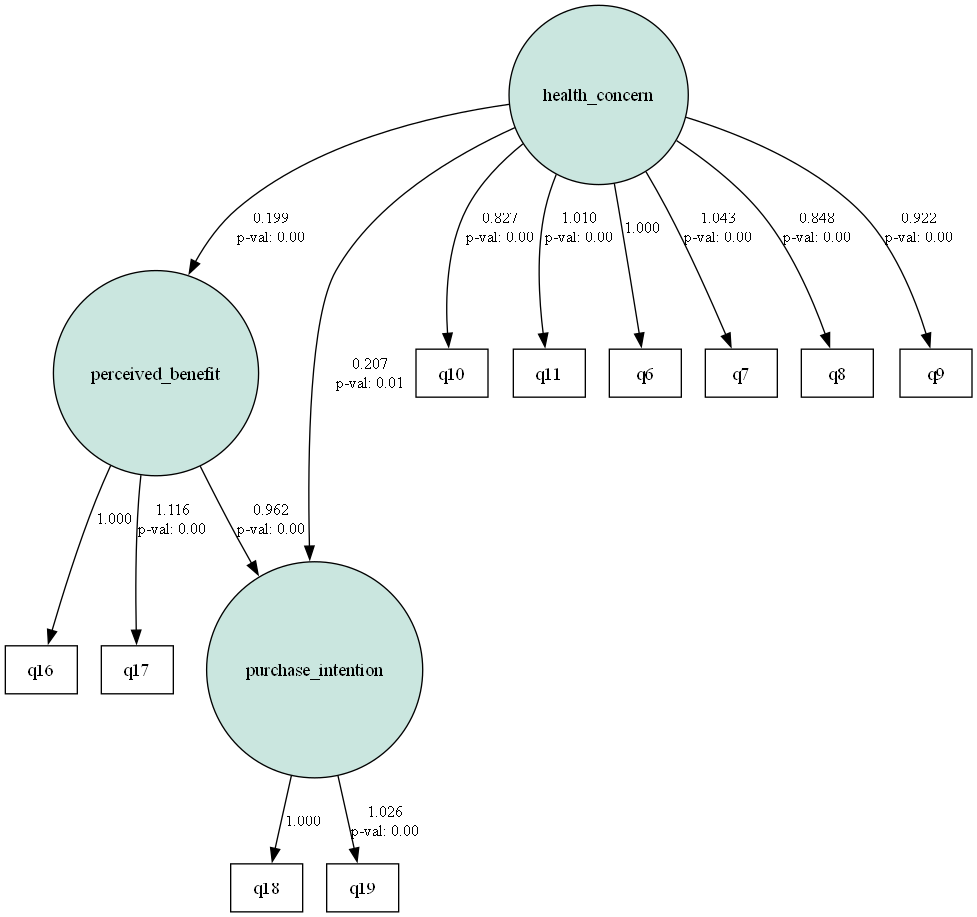 health_concern
0.199
p-val: 0.00
0.827
p-val: 0.00
1.010
p-val: 0.00
1.000
1.043
p-val: 0.00
0.848
p-val: 0.00
0.922
p-val: 0.00
perceived_benefit
0.207
p-val: 0.01
q10
q11
q6
q7
q8
q9
1.000
1.116
p-val: 0.00
0.962
p-val: 0.00
q16
q17
purchase_intention
1.000
1.026
p-val: 0.00
q18
q19